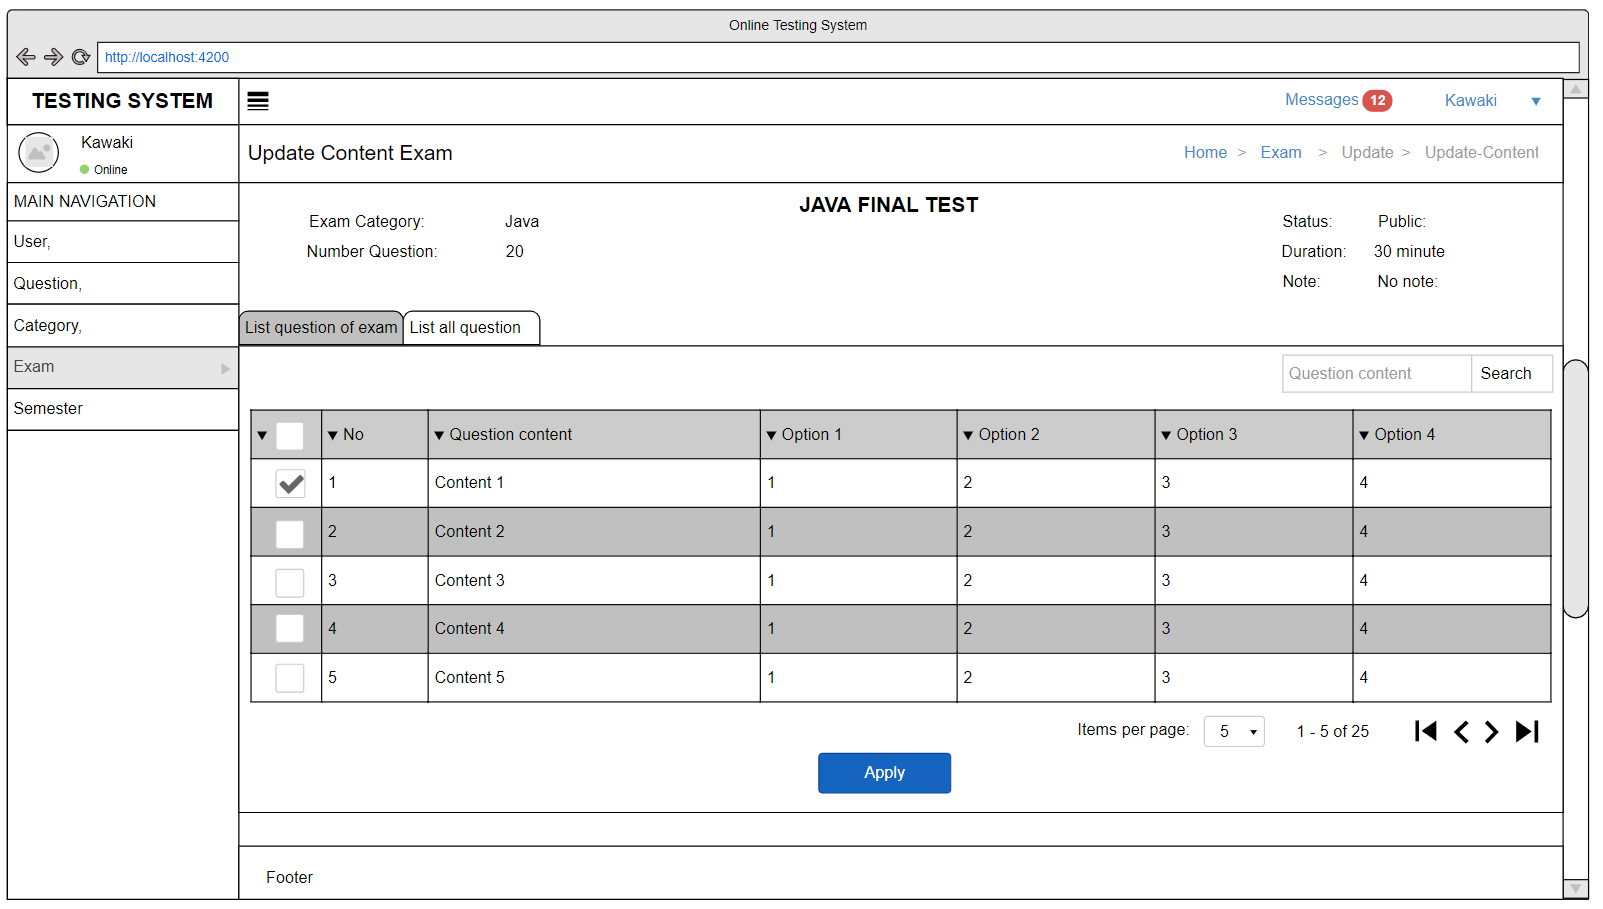 Online Testing System
http://localhost:4200
TESTING SYSTEM
Messages 12 Kawaki
Kawaki
Online
Update Content Exam
Home > Exam > Update > Update-Content
MAIN NAVIGATION
User,
Question,
Category,
Exam
Semester
JAVA FINAL TEST
Exam Category: Java
Number Question: 20
Status: Public:
Duration: 30 minute
Note: No note:
List question of exam List all question
Question content Search
No Question content Option 1 Option 2 Option 3 Option 4
1 Content 1 1 2 3 4
2 Content 2 1 2 3 4
3 Content 3 1 2 3 4
4 Content 4 1 2 3 4
5 Content 5 1 2 3 4
Items per page: 5 1 - 5 of 25
Apply
Footer